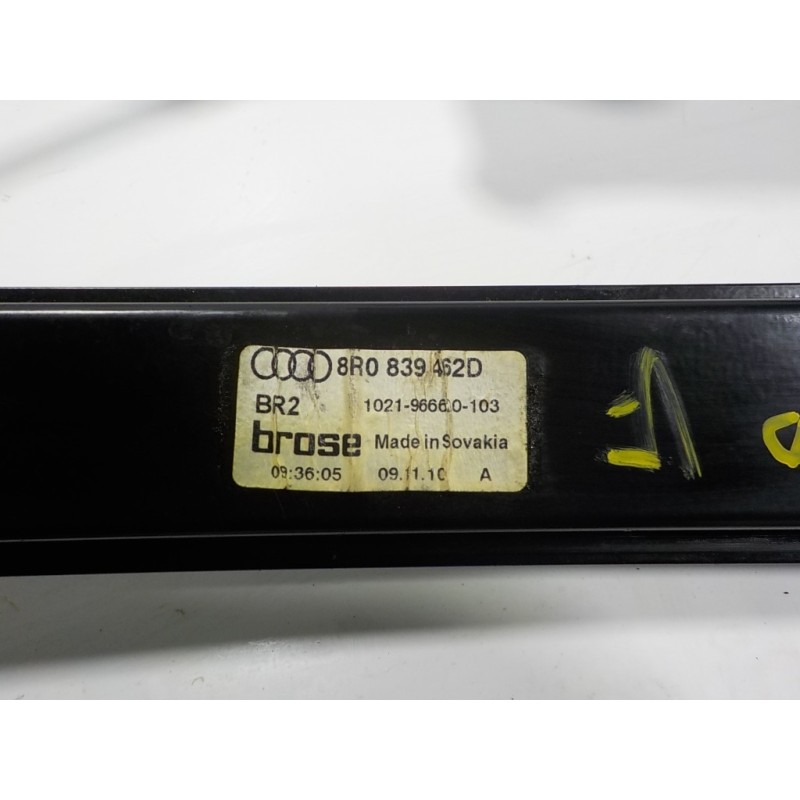 8R0 839 462D
BR2 1021-96660-103
brose Made in Sovakia
09:36:05 09.11.10 A